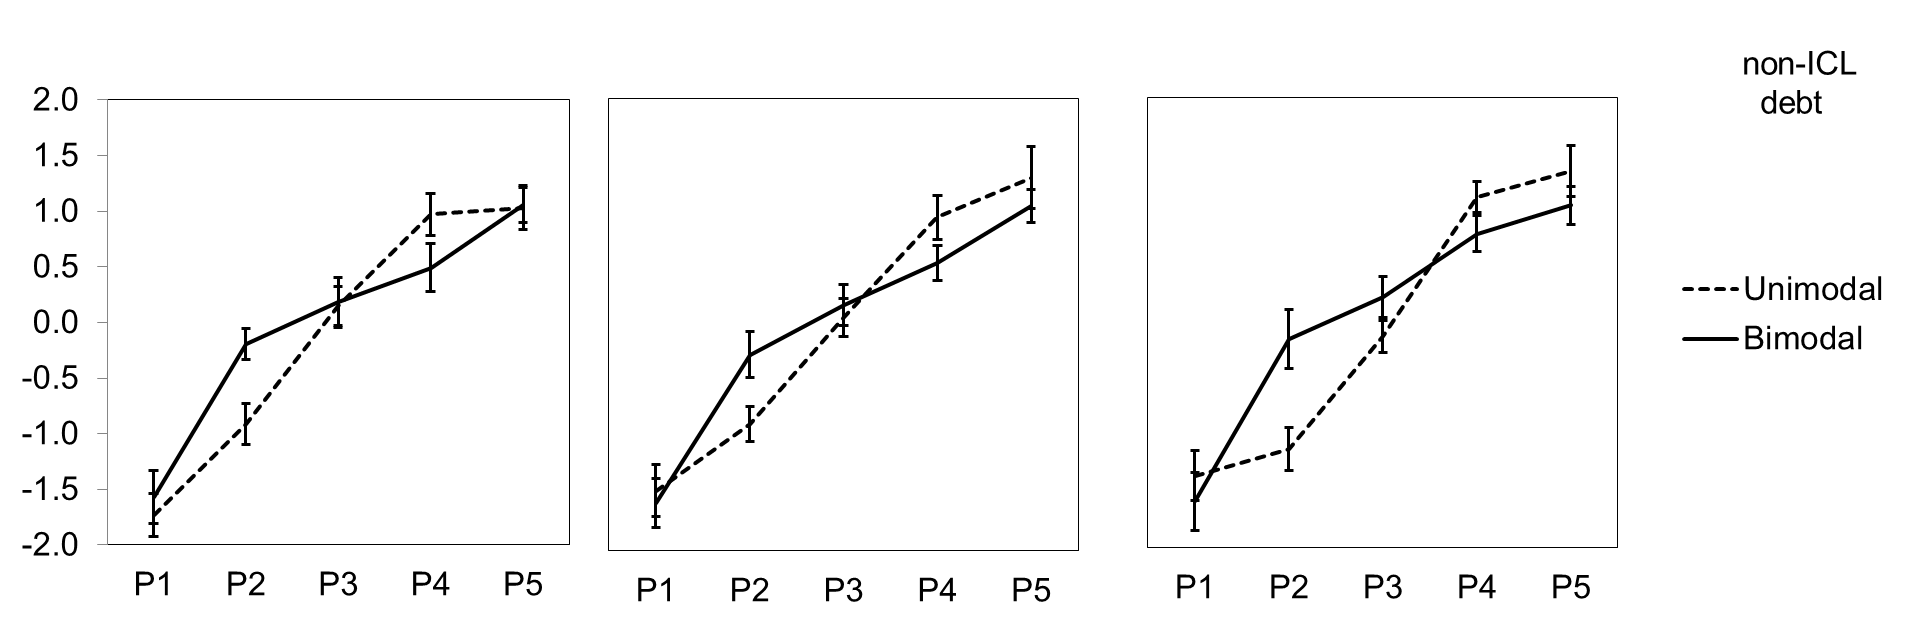 non-ICL
debt
2.0
1.5
1.0
0.5
0.0
-0.5
-1.0
-1.5
-2.0
P1 P2 P3 P4 P5
P1 P2 P3 P4 P5
P1 P2 P3 P4 P5
Unimodal
Bimodal